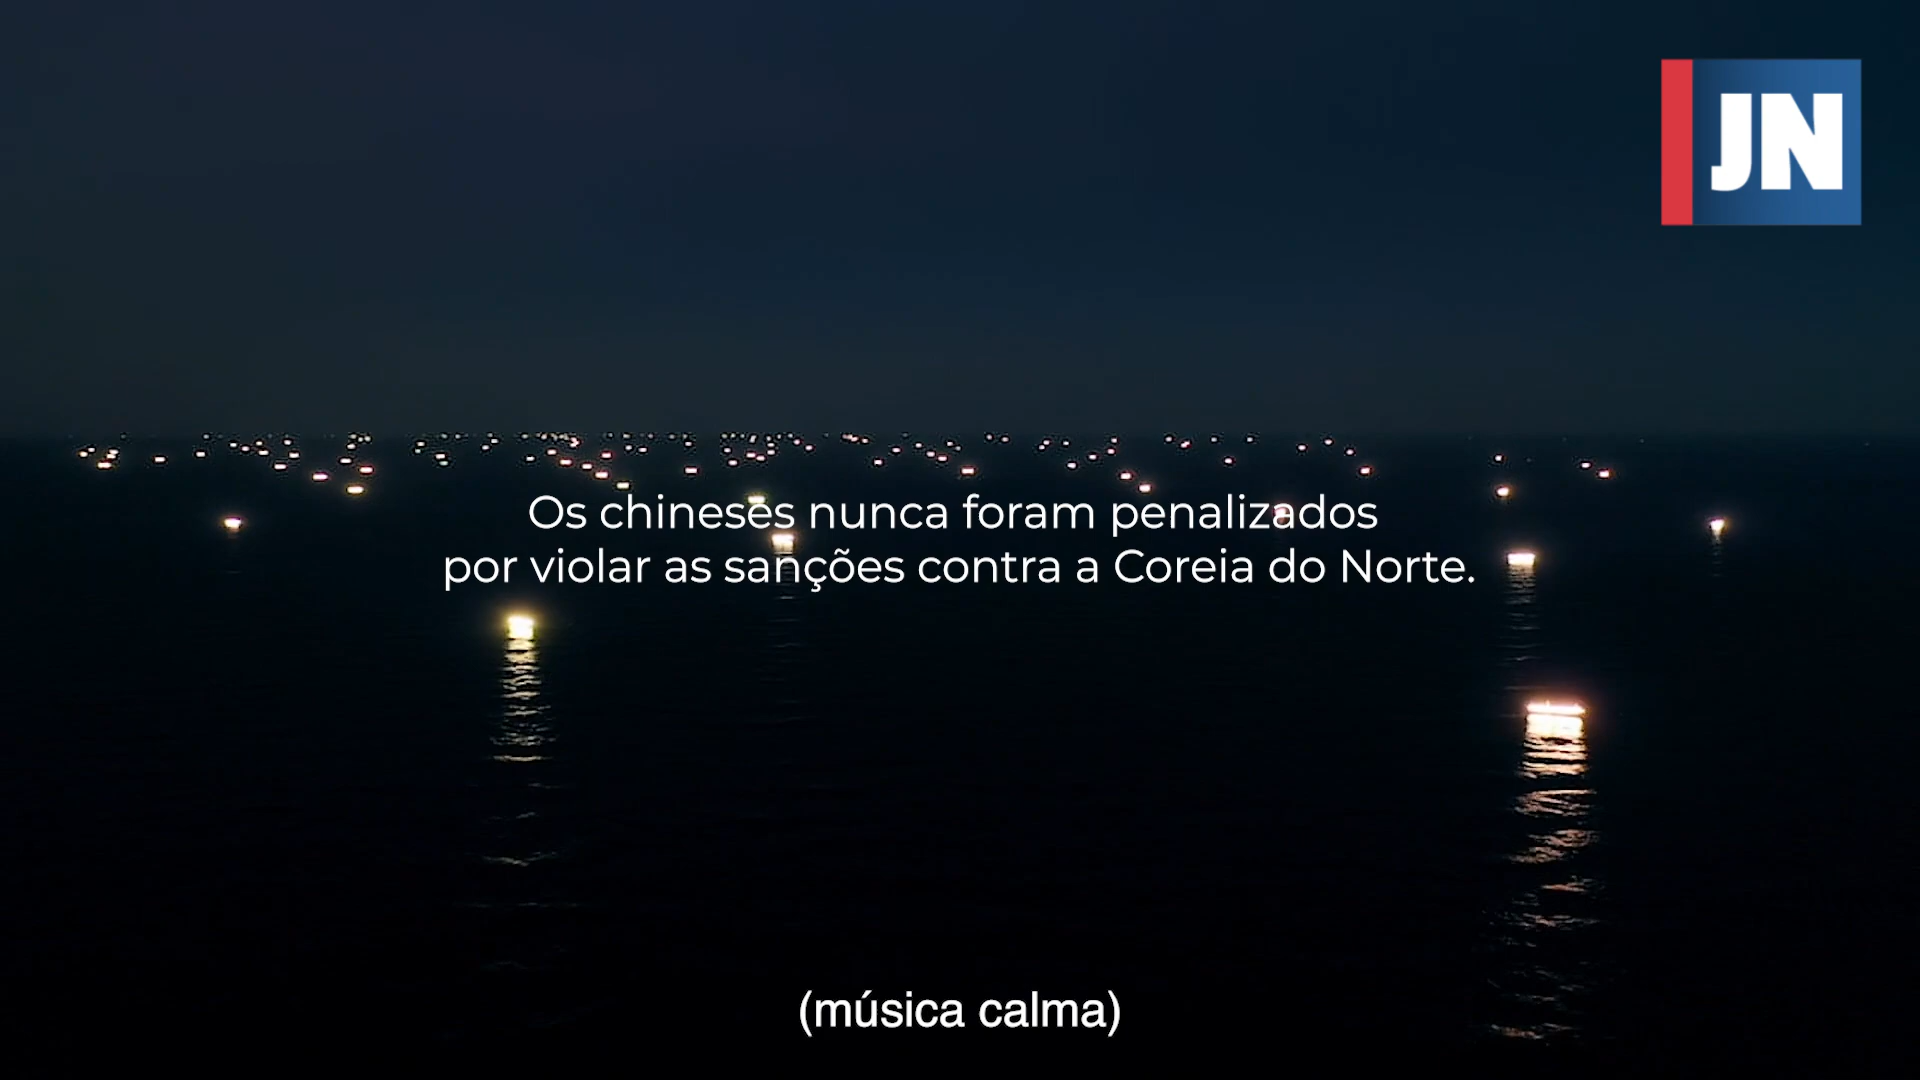 JN
Os chineses nunca foram penalizados
por violar as sanções contra a Coreia do Norte.
(música calma)